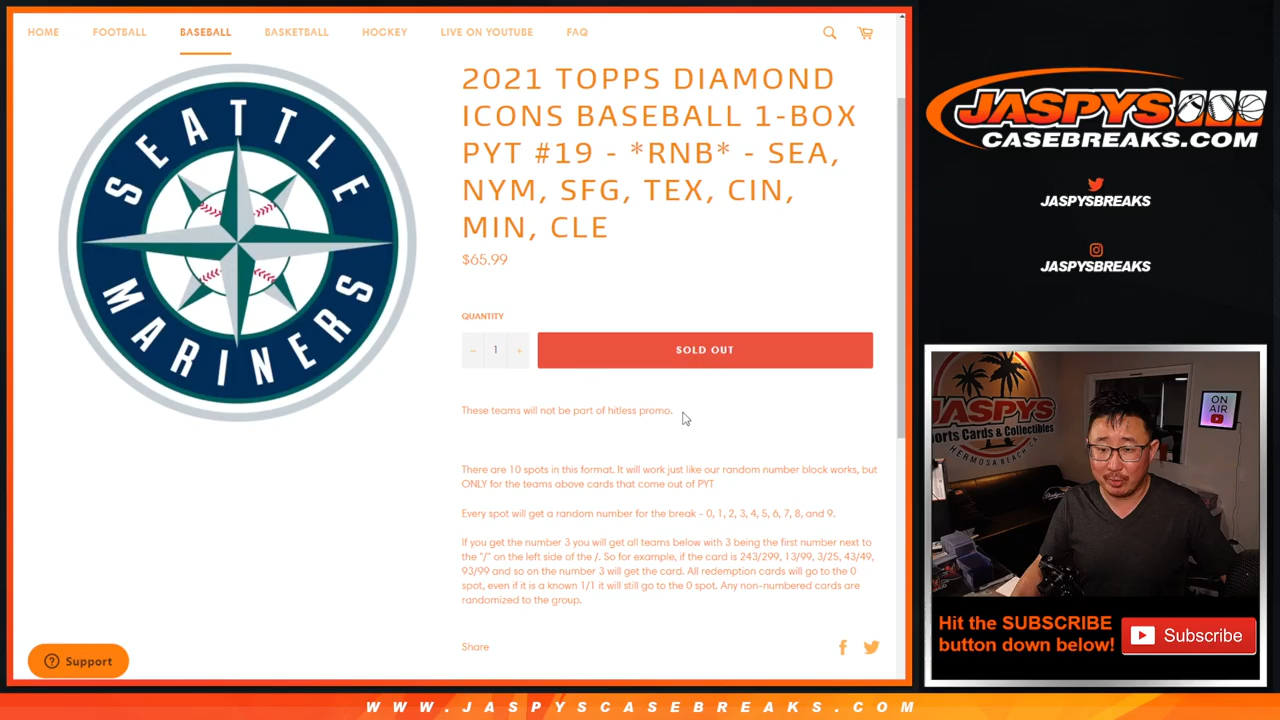 HOME FOOTBALL BASEBALL BASKETBALL HOCKEY LIVE ON YOUTUBE FAQ
SEATTLE
MARINERS
2021 TOPPS DIAMOND
ICONS BASEBALL 1-BOX
PYT #19 - *RNB* - SEA,
NYM, SFG, TEX, CIN,
MIN, CLE
$65.99
QUANTITY
− 1 +
SOLD OUT
These teams will not be part of hitless promo.
There are 10 spots in this format. It will work just like our random number block works, but
ONLY for the teams above cards that come out of PYT
Every spot will get a random number for the break - 0, 1, 2, 3, 4, 5, 6, 7, 8, and 9.
If you get the number 3 you will get all teams below with 3 being the first number next to
the "/" on the left side of the /. So for example, if the card is 243/299, 13/99, 3/25, 43/49,
93/99 and so on the number 3 will get the card. All redemption cards will go to the 0
spot, even if it is a known 1/1 it will still go to the 0 spot. Any non-numbered cards are
randomized to the group.
Share
Support
JASPYS
CASEBREAKS.COM
JASPYSBREAKS
JASPYSBREAKS
JASPYS
Sports Cards & Collectibles
HERMOSA BEACH, CA
ON
AIR
Hit the SUBSCRIBE
button down below!
Subscribe
WWW.JASPYSCASEBREAKS.COM